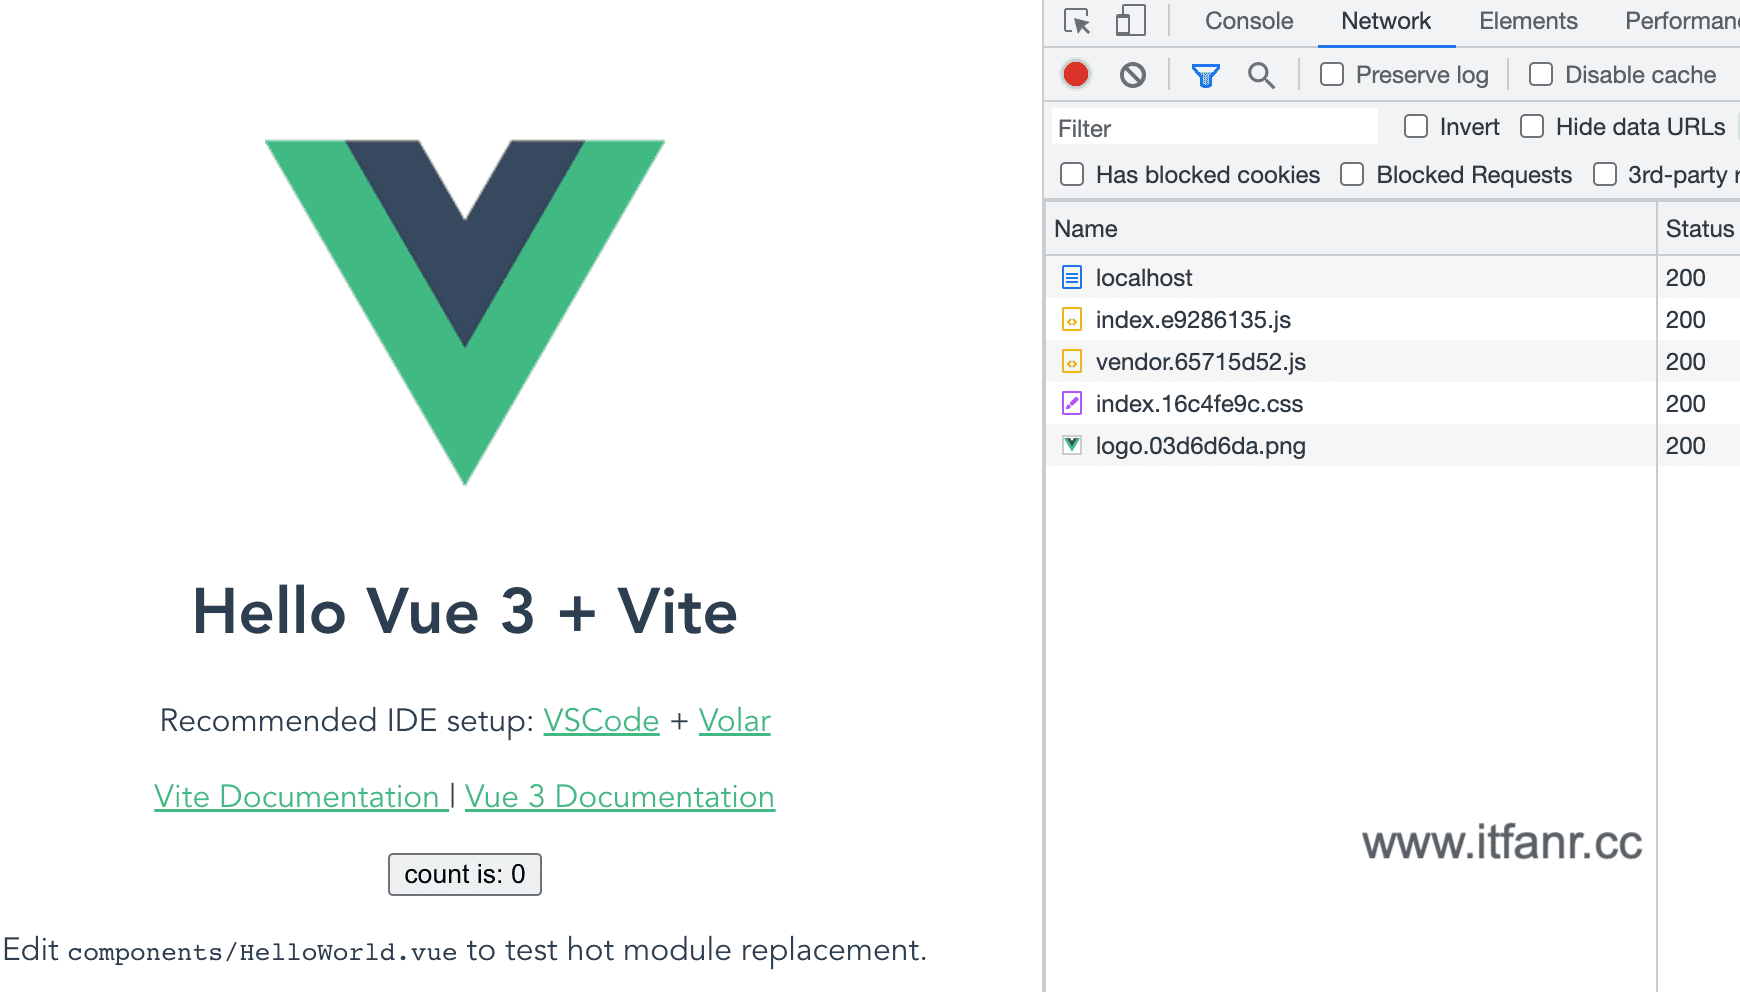 Hello Vue 3 + Vite
Recommended IDE setup: VSCode + Volar
Vite Documentation | Vue 3 Documentation
count is: 0
Edit components/HelloWorld.vue to test hot module replacement.
Console Network Elements Performan
Preserve log Disable cache
Filter Invert Hide data URLs
Has blocked cookies Blocked Requests 3rd-party r
Name Status
localhost 200
index.e9286135.js 200
vendor.65715d52.js 200
index.16c4fe9c.css 200
logo.03d6d6da.png 200
www.itfanr.cc